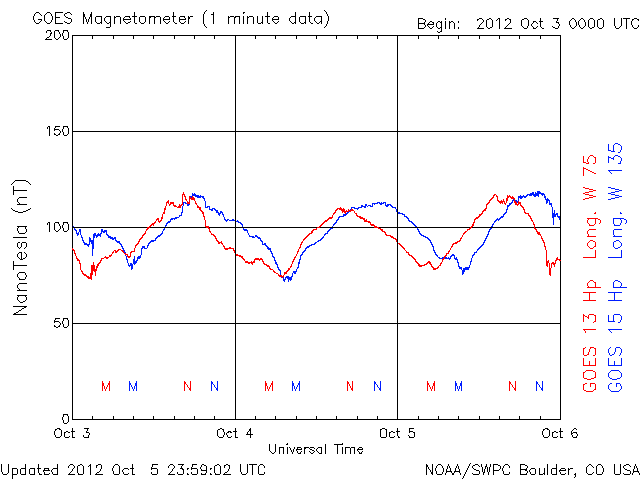 GOES Magnetometer (1 minute data)
Begin: 2012 Oct 3 0000 UTC
200
150
100
50
0
NanoTesla (nT)
M M N N M M N N M M N N
Oct 3 Oct 4 Oct 5 Oct 6
Universal Time
GOES 13 Hp Long. W 75
GOES 15 Hp Long. W 135
Updated 2012 Oct 5 23:59:02 UTC
NOAA/SWPC Boulder, CO USA